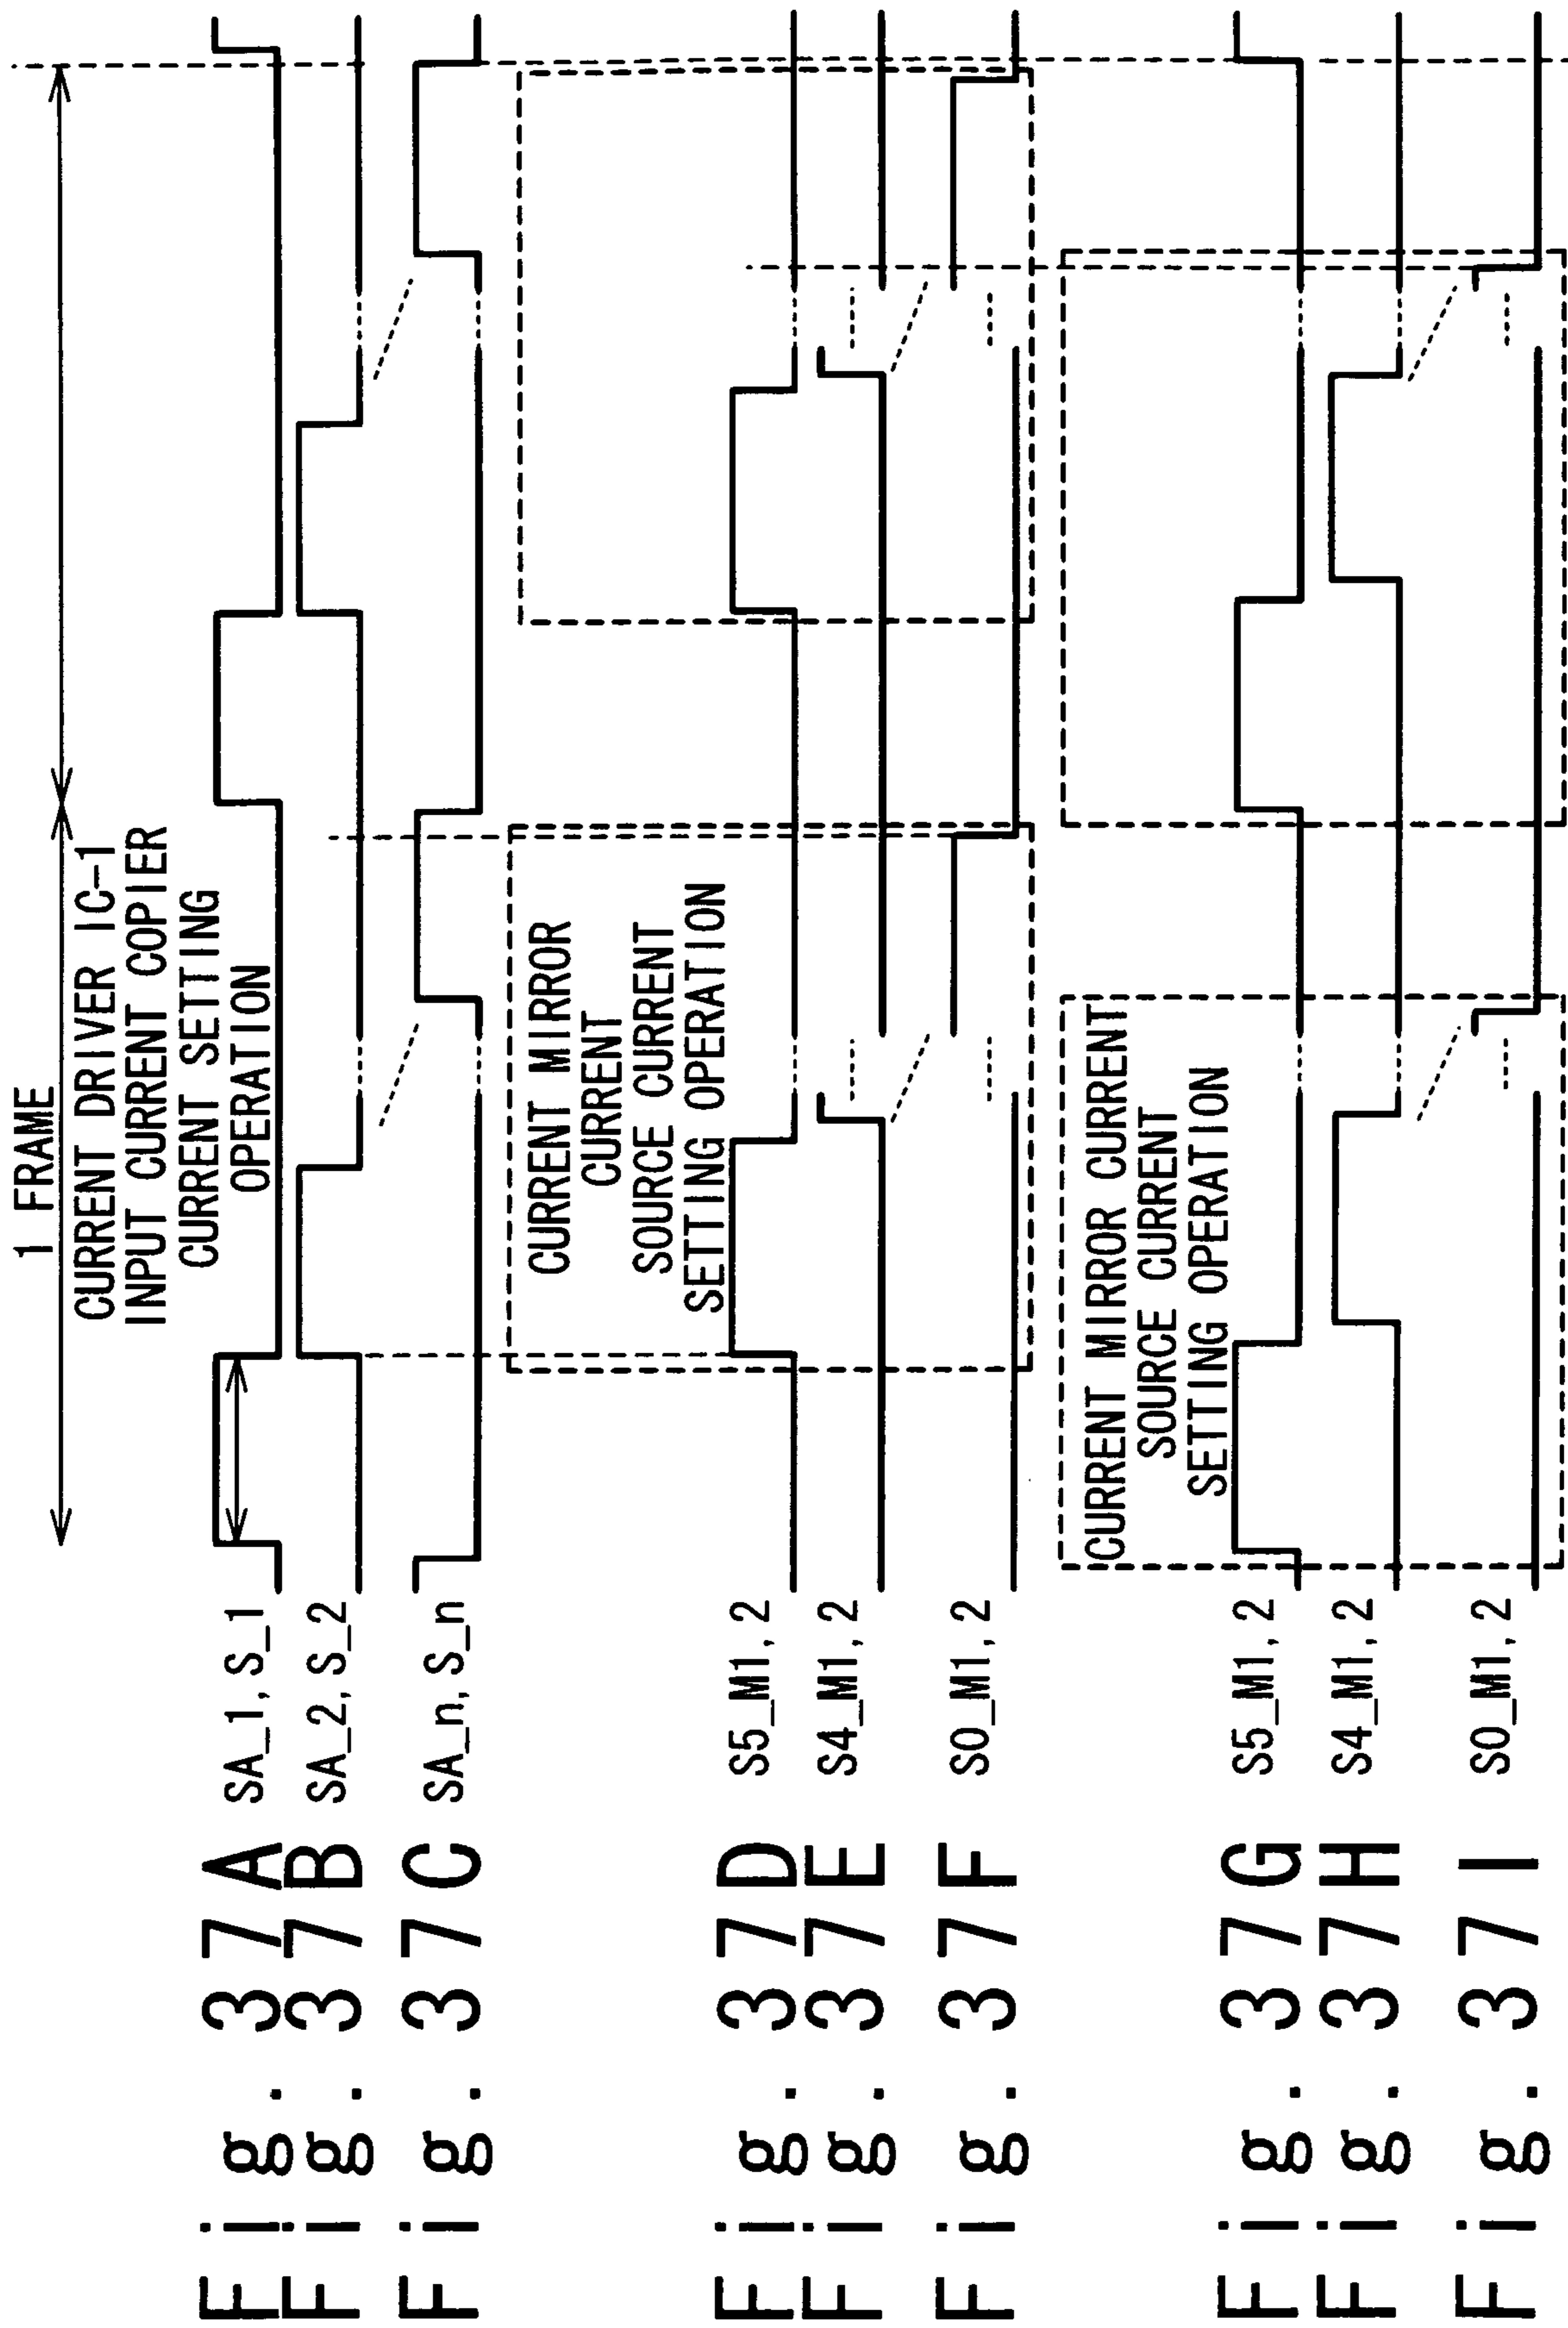 1 FRAME
CURRENT DRIVER IC-1
INPUT CURRENT COPIER
CURRENT SETTING
OPERATION
Fig. 37A SA_1, S_1
Fig. 37B SA_2, S_2
Fig. 37C SA_n, S_n
CURRENT MIRROR
CURRENT
SOURCE CURRENT
SETTING OPERATION
Fig. 37D S5_M1, 2
Fig. 37E S4_M1, 2
Fig. 37F S0_M1, 2
CURRENT MIRROR CURRENT
SOURCE CURRENT
SETTING OPERATION
Fig. 37G S5_M1, 2
Fig. 37H S4_M1, 2
Fig. 37I S0_M1, 2